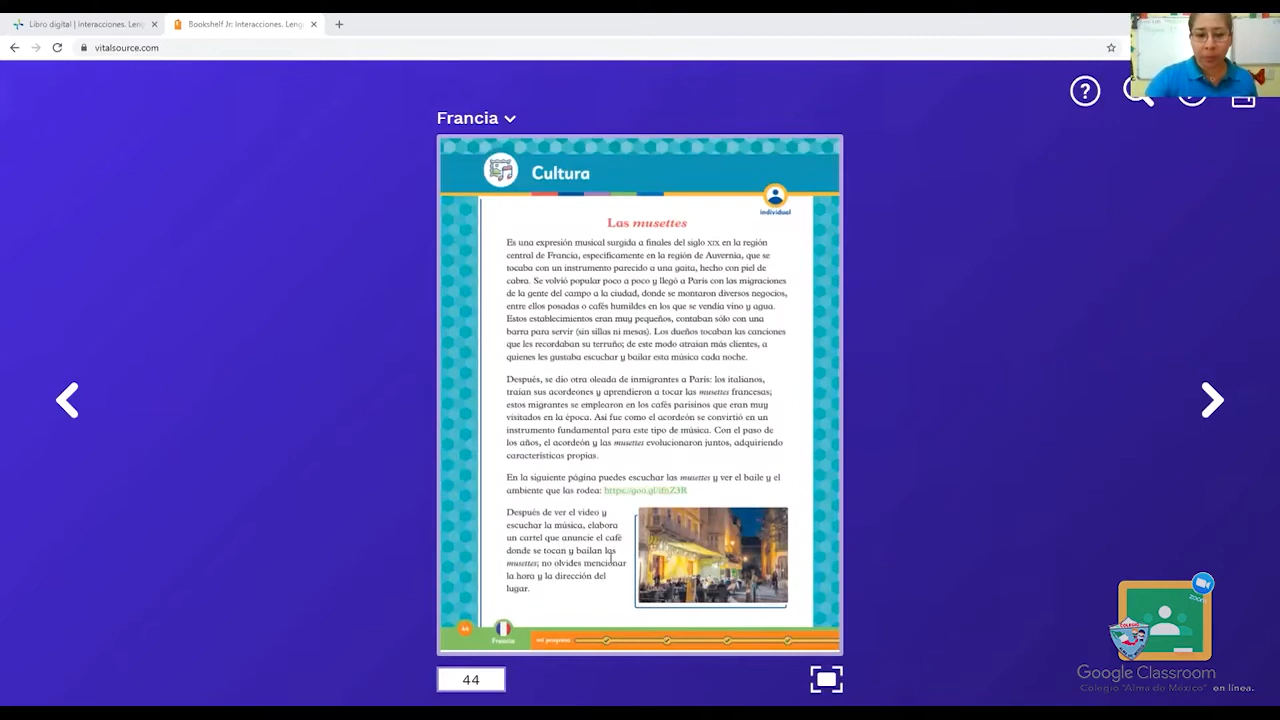 Libro digital | interacciones. Leng
Bookshelf Jr: Interacciones. Leng
vitalsource.com
Francia
Cultura
individual
Las musettes
Es una expresión musical surgida a finales del siglo XIX en la región
central de Francia, específicamente en la región de Auvernia, que se
tocaba con un instrumento parecido a una gaita, hecho con piel de
cabra. Se volvió popular poco a poco y llegó a París con las migraciones
de la gente del campo a la ciudad, donde se montaron diversos negocios,
entre ellos posadas o cafés humildes en los que se vendía vino y agua.
Estos establecimientos eran muy pequeños, contaban sólo con una
barra para servir (sin sillas ni mesas). Los dueños tocaban las canciones
que les recordaban su terruño; de este modo atraían más clientes, a
quienes les gustaba escuchar y bailar esta música cada noche.
Después, se dio otra oleada de inmigrantes a París: los italianos,
traían sus acordeones y aprendieron a tocar las musettes francesas;
estos migrantes se emplearon en los cafés parisinos que eran muy
visitados en la época. Así fue como el acordeón se convirtió en un
instrumento fundamental para este tipo de música. Con el paso de
los años, el acordeón y las musettes evolucionaron juntos, adquiriendo
características propias.
En la siguiente página puedes escuchar las musettes y ver el baile y el
ambiente que las rodea:
Después de ver el video y
escuchar la música, elabora
un cartel que anuncie el café
donde se tocan y bailan las
musettes; no olvides mencionar
la hora y la dirección del
lugar.
44
Francia
mi progreso
44
zoom
COLEGIO
Google Classroom
Colegio "Alma de México" en línea.